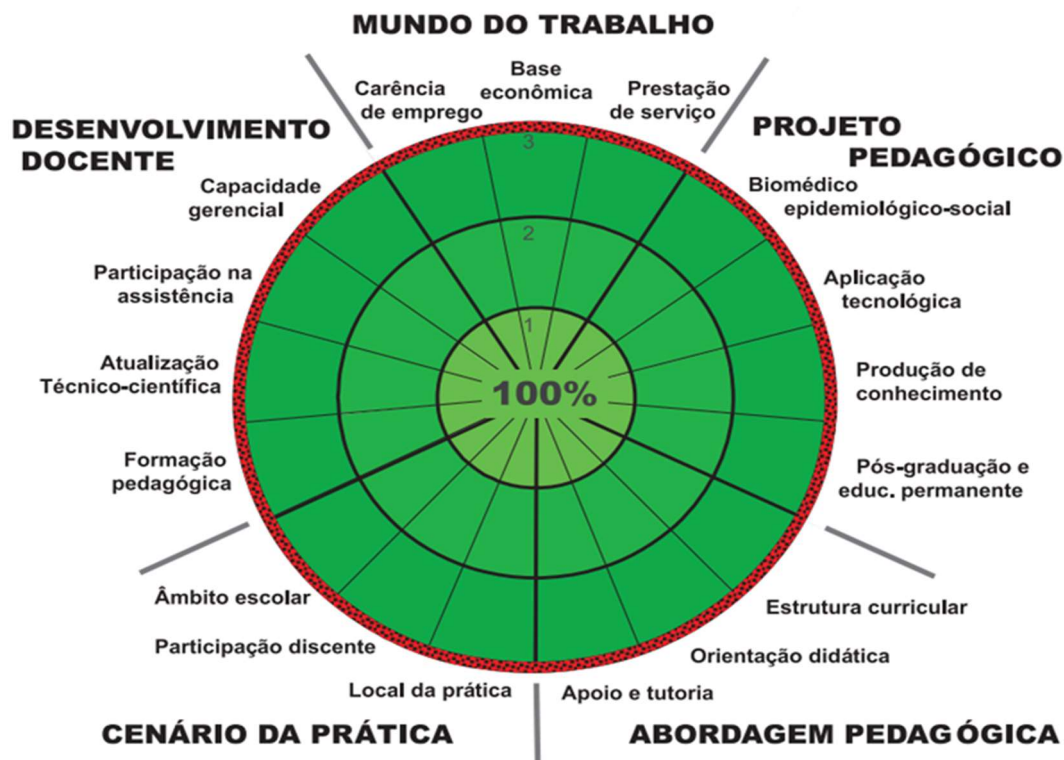 MUNDO DO TRABALHO
Carência
de emprego
Base
econômica
Prestação
de serviço
DESENVOLVIMENTO
DOCENTE
PROJETO
PEDAGÓGICO
Capacidade
gerencial
Participação na
assistência
Atualização
Técnico-científica
Formação
pedagógica
3
2
1
100%
Biomédico
epidemiológico-social
Aplicação
tecnológica
Produção de
conhecimento
Pós-graduação e
educ. permanente
Âmbito escolar
Participação discente
Local da prática
Estrutura curricular
Orientação didática
Apoio e tutoria
CENÁRIO DA PRÁTICA
ABORDAGEM PEDAGÓGICA